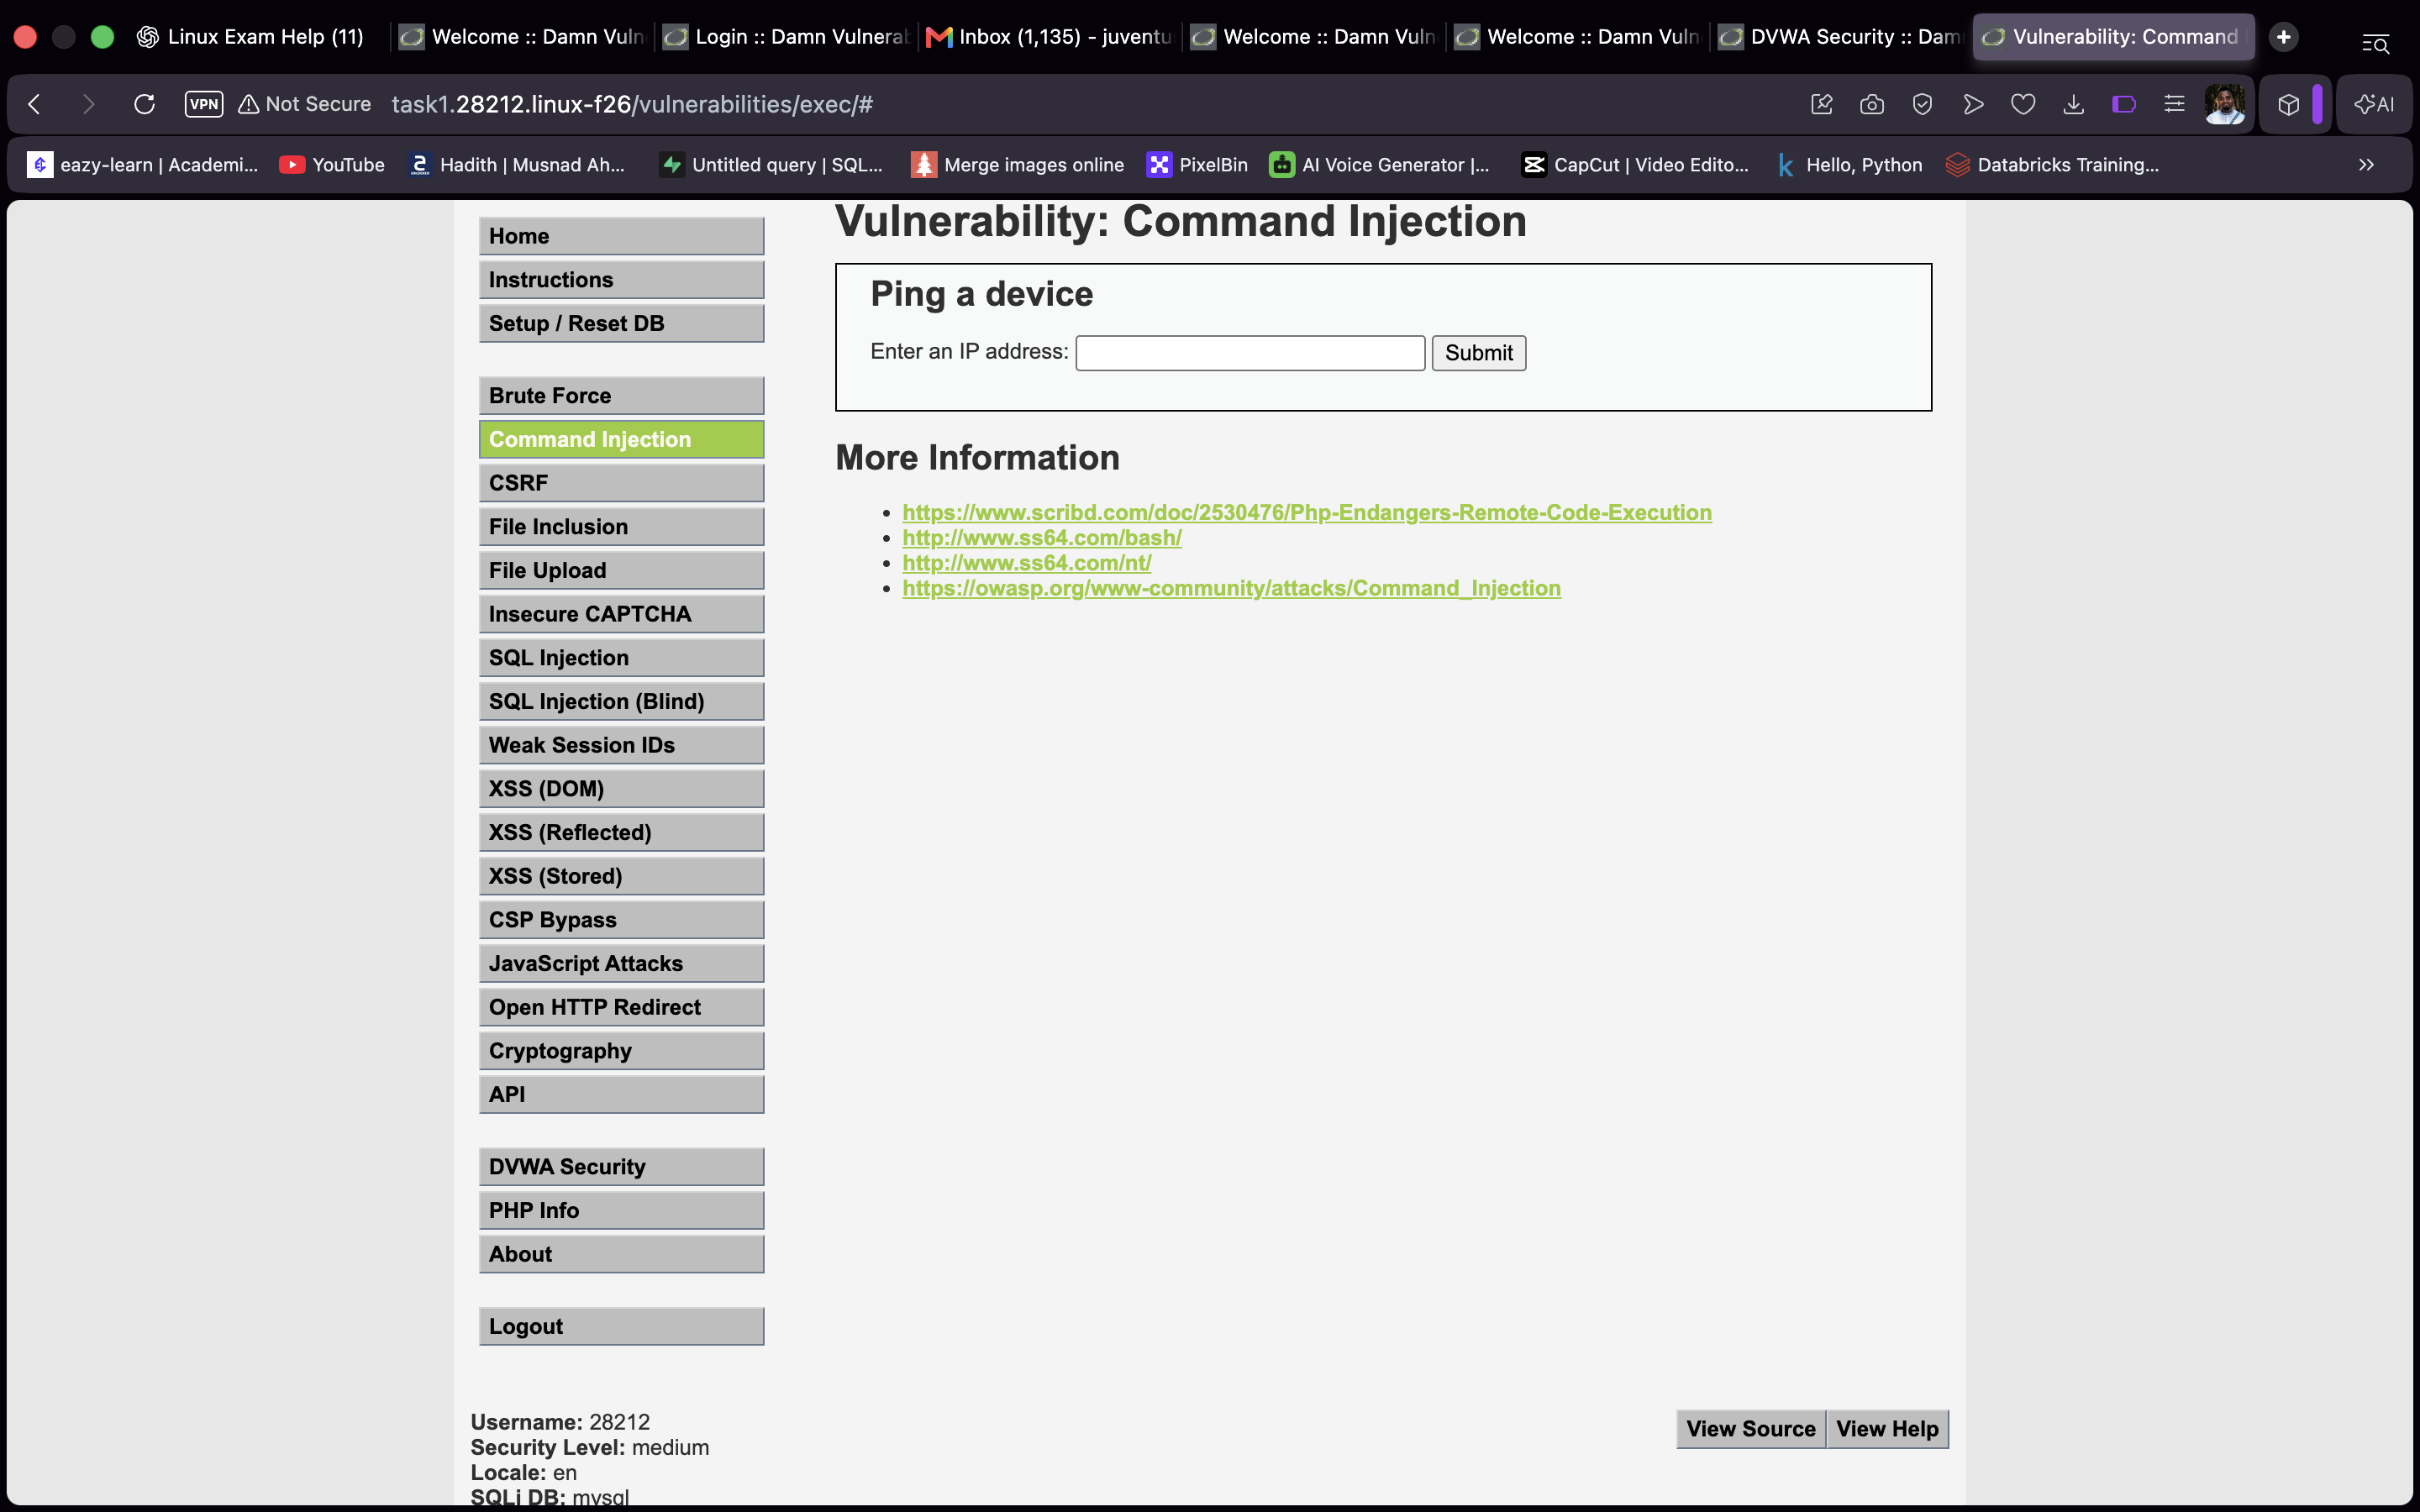 Linux Exam Help (11)
Welcome :: Damn Vuln
Login :: Damn Vulnerab
Inbox (1,135) - juventu
Welcome :: Damn Vuln
Welcome :: Damn Vuln
DVWA Security :: Dam
Vulnerability: Command
VPN
Not Secure
task1.28212.linux-f26/vulnerabilities/exec/#
AI
eazy-learn | Academi...
YouTube
Hadith | Musnad Ah...
Untitled query | SQL...
Merge images online
PixelBin
AI Voice Generator |...
CapCut | Video Edito...
Hello, Python
Databricks Training...
Home
Instructions
Setup / Reset DB
Brute Force
Command Injection
CSRF
File Inclusion
File Upload
Insecure CAPTCHA
SQL Injection
SQL Injection (Blind)
Weak Session IDs
XSS (DOM)
XSS (Reflected)
XSS (Stored)
CSP Bypass
JavaScript Attacks
Open HTTP Redirect
Cryptography
API
DVWA Security
PHP Info
About
Logout
Vulnerability: Command Injection
Ping a device
Enter an IP address:
Submit
More Information
https://www.scribd.com/doc/2530476/Php-Endangers-Remote-Code-Execution
http://www.ss64.com/bash/
http://www.ss64.com/nt/
https://owasp.org/www-community/attacks/Command_Injection
Username: 28212
Security Level: medium
Locale: en
SQLi DB: mysql
View Source
View Help